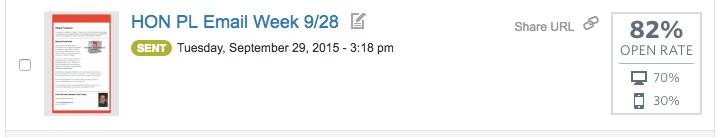 HON PL Email Week 9/28
SENT Tuesday, September 29, 2015 - 3:18 pm
Share URL
82%
OPEN RATE
70%
30%